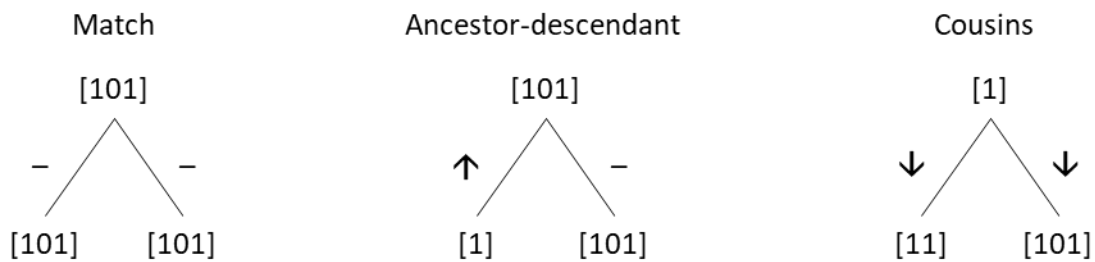 Match Ancestor-descendant Cousins
[101] [101] [1]
– – ↑ – ↓ ↓
[101] [101] [1] [101] [11] [101]